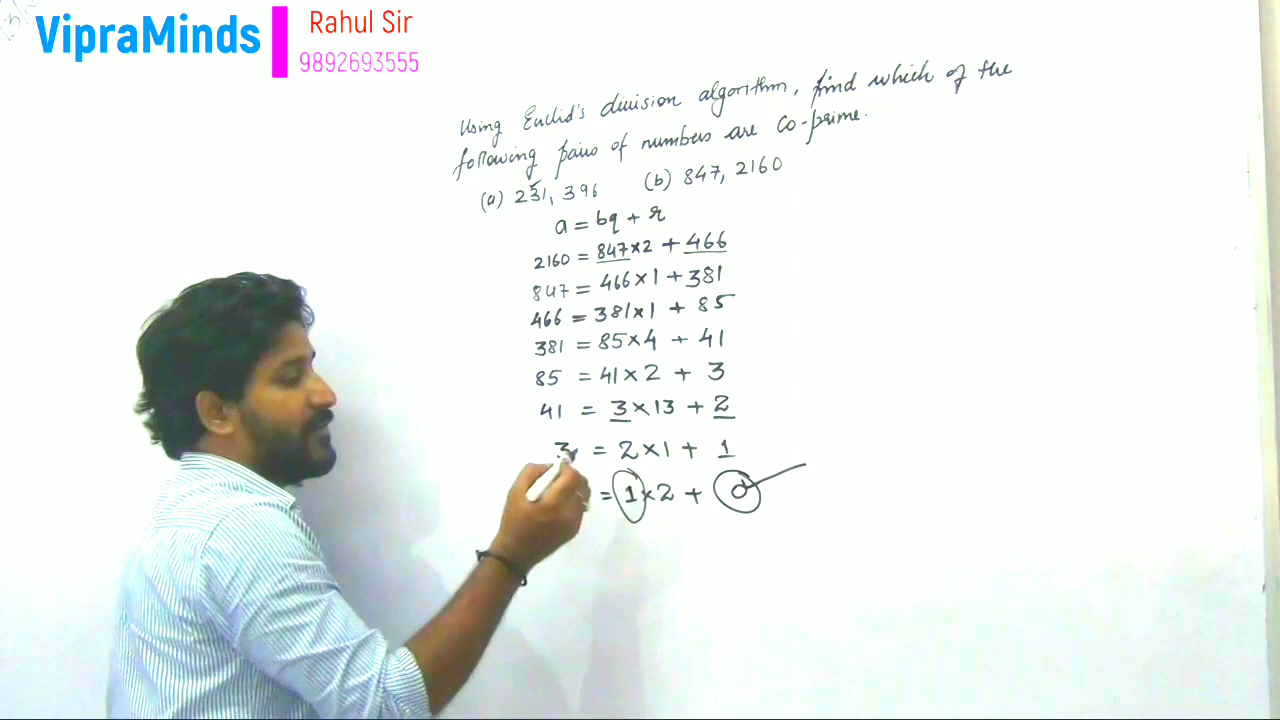 VipraMinds
Rahul Sir
9892693555
Using Euclid's division algorithm, find which of the
following pairs of numbers are co-prime.
(a) 231, 396 (b) 847, 2160
a = bq + r
2160 = 847 × 2 + 466
847 = 466 × 1 + 381
466 = 381 × 1 + 85
381 = 85 × 4 + 41
85 = 41 × 2 + 3
41 = 3 × 13 + 2
3 = 2 × 1 + 1
= 1 × 2 + 0